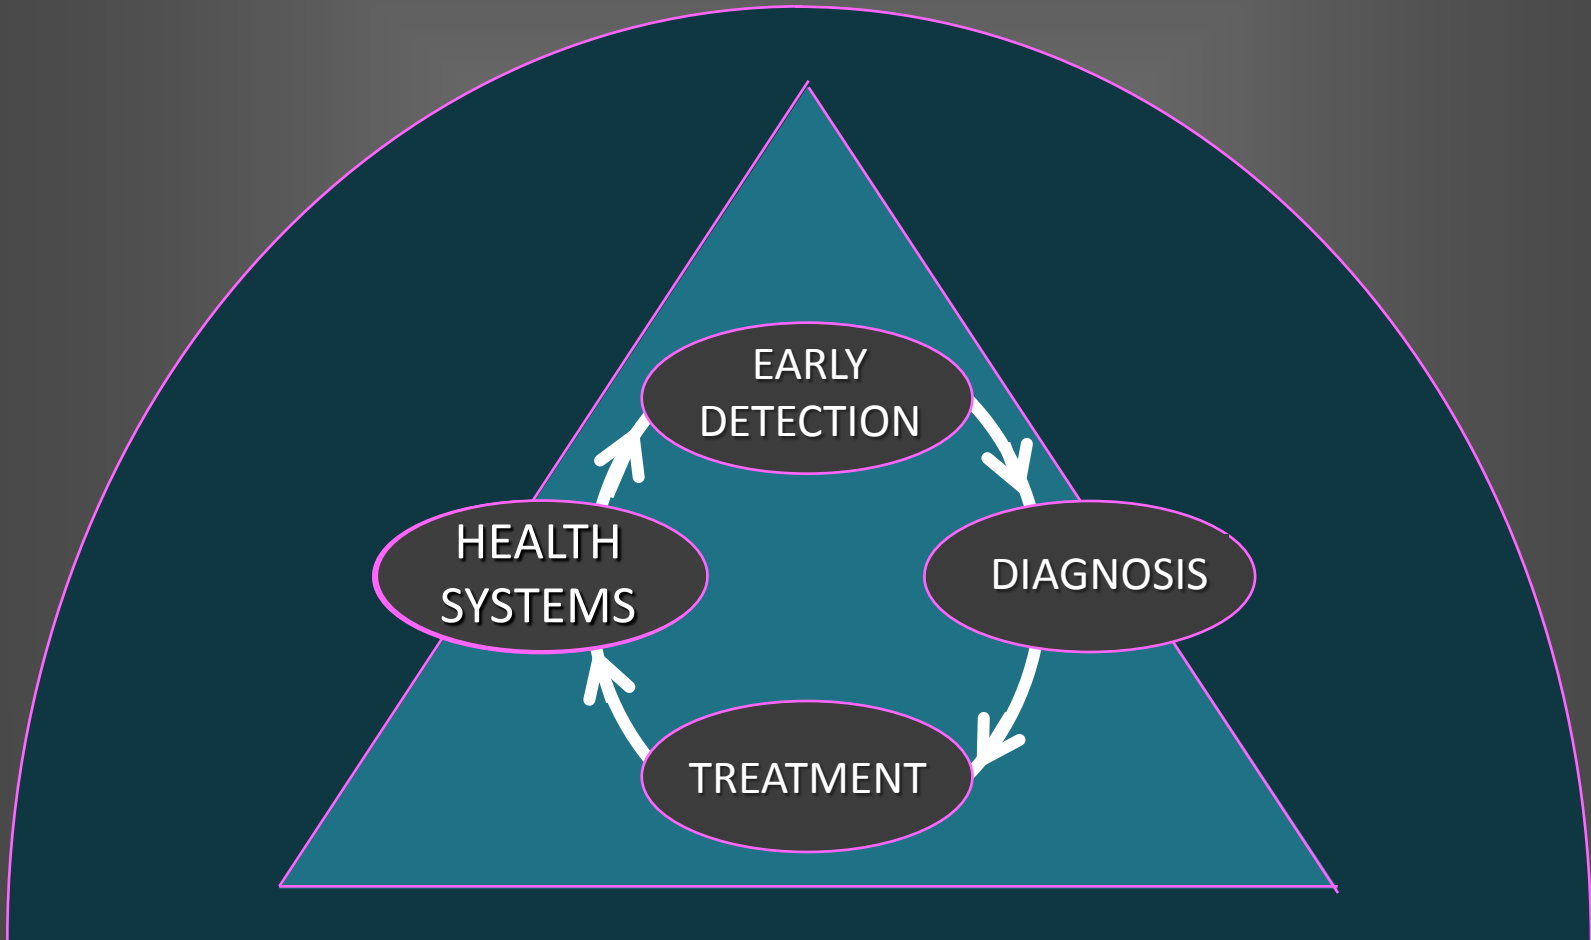 EARLY
DETECTION
HEALTH
SYSTEMS
DIAGNOSIS
TREATMENT